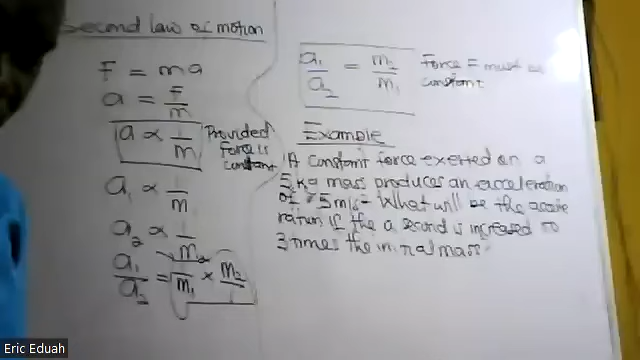 Second law of motion
F = ma
a = F/m
a ∝ 1/m Provided Force is constant
a₁ ∝ 1/m
a₂ ∝ 1/m
a₁/a₂ = m₂/m₁ × m₂
a₁/a₂ = m₂/m₁ Force F must constant
Example
A constant force exerted on a
5 kg mass produces an acceleration
of 5 m/s² What will be the accele
ration if the a second is increased to
3 times the initial mass
Eric Eduah